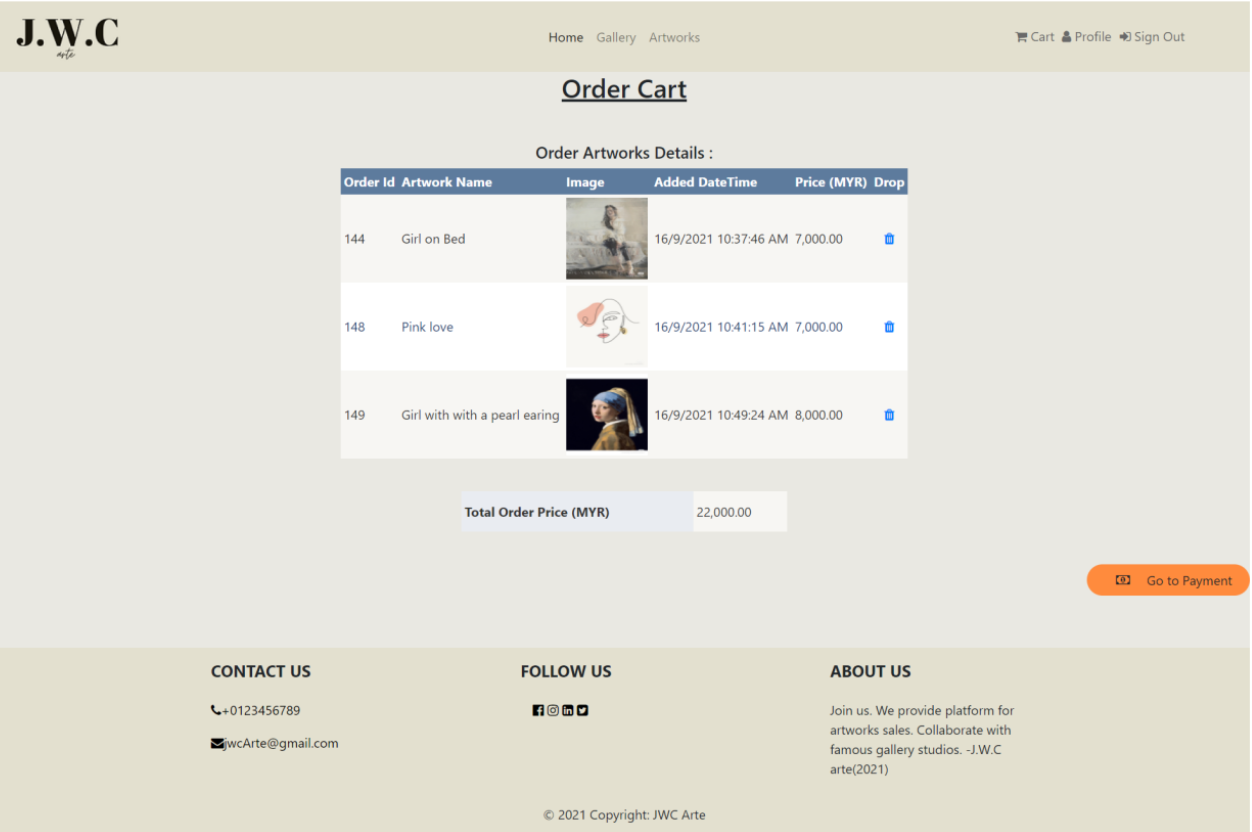 J.W.C
arte
Home Gallery Artworks
Cart Profile Sign Out
Order Cart
Order Artworks Details :
Order Id Artwork Name Image Added DateTime Price (MYR) Drop
144 Girl on Bed 16/9/2021 10:37:46 AM 7,000.00
148 Pink love 16/9/2021 10:41:15 AM 7,000.00
149 Girl with with a pearl earing 16/9/2021 10:49:24 AM 8,000.00
Total Order Price (MYR) 22,000.00
Go to Payment
CONTACT US
+0123456789
jwcArte@gmail.com
FOLLOW US
ABOUT US
Join us. We provide platform for
artworks sales. Collaborate with
famous gallery studios. -J.W.C
arte(2021)
© 2021 Copyright: JWC Arte